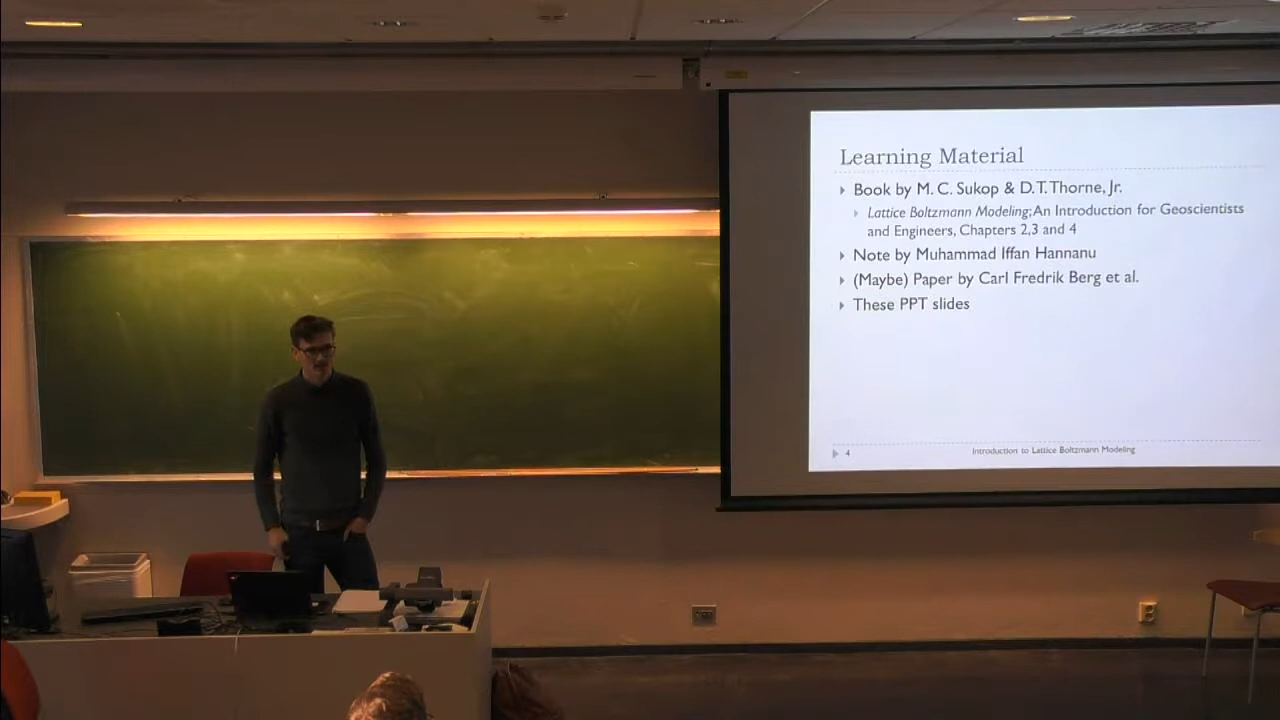 Learning Material
Book by M. C. Sukop & D.T. Thorne, Jr.
Lattice Boltzmann Modeling; An Introduction for Geoscientists
and Engineers, Chapters 2,3 and 4
Note by Muhammad Iffan Hannanu
(Maybe) Paper by Carl Fredrik Berg et al.
These PPT slides
4
Introduction to Lattice Boltzmann Modeling